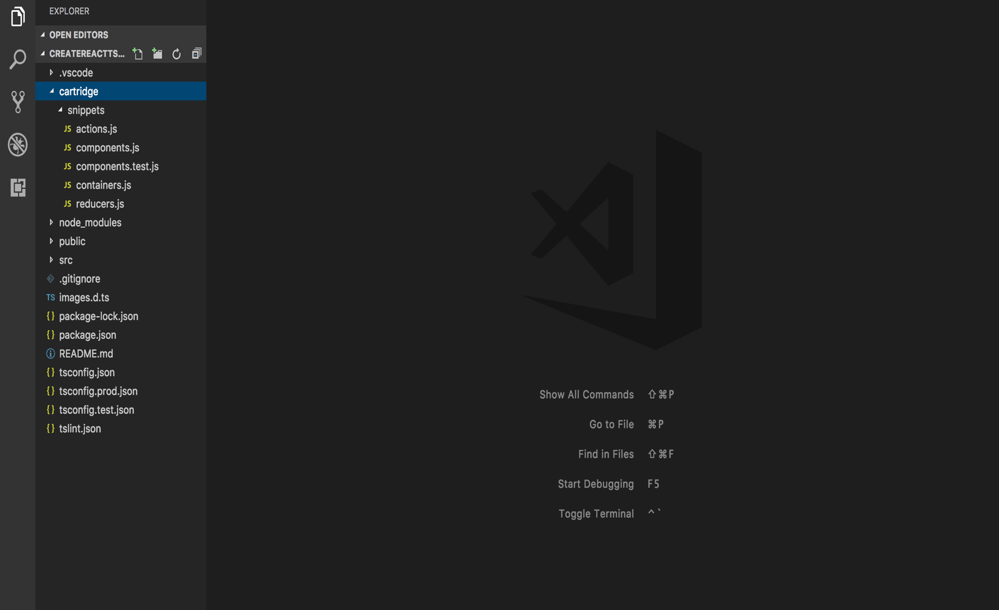 EXPLORER
OPEN EDITORS
CREATEREACTTS...
.vscode
cartridge
snippets
JS actions.js
JS components.js
JS components.test.js
JS containers.js
JS reducers.js
node_modules
public
src
.gitignore
TS images.d.ts
{} package-lock.json
{} package.json
README.md
{} tsconfig.json
{} tsconfig.prod.json
{} tsconfig.test.json
{} tslint.json
Show All Commands ⇧⌘P
Go to File ⌘P
Find in Files ⇧⌘F
Start Debugging F5
Toggle Terminal ^`